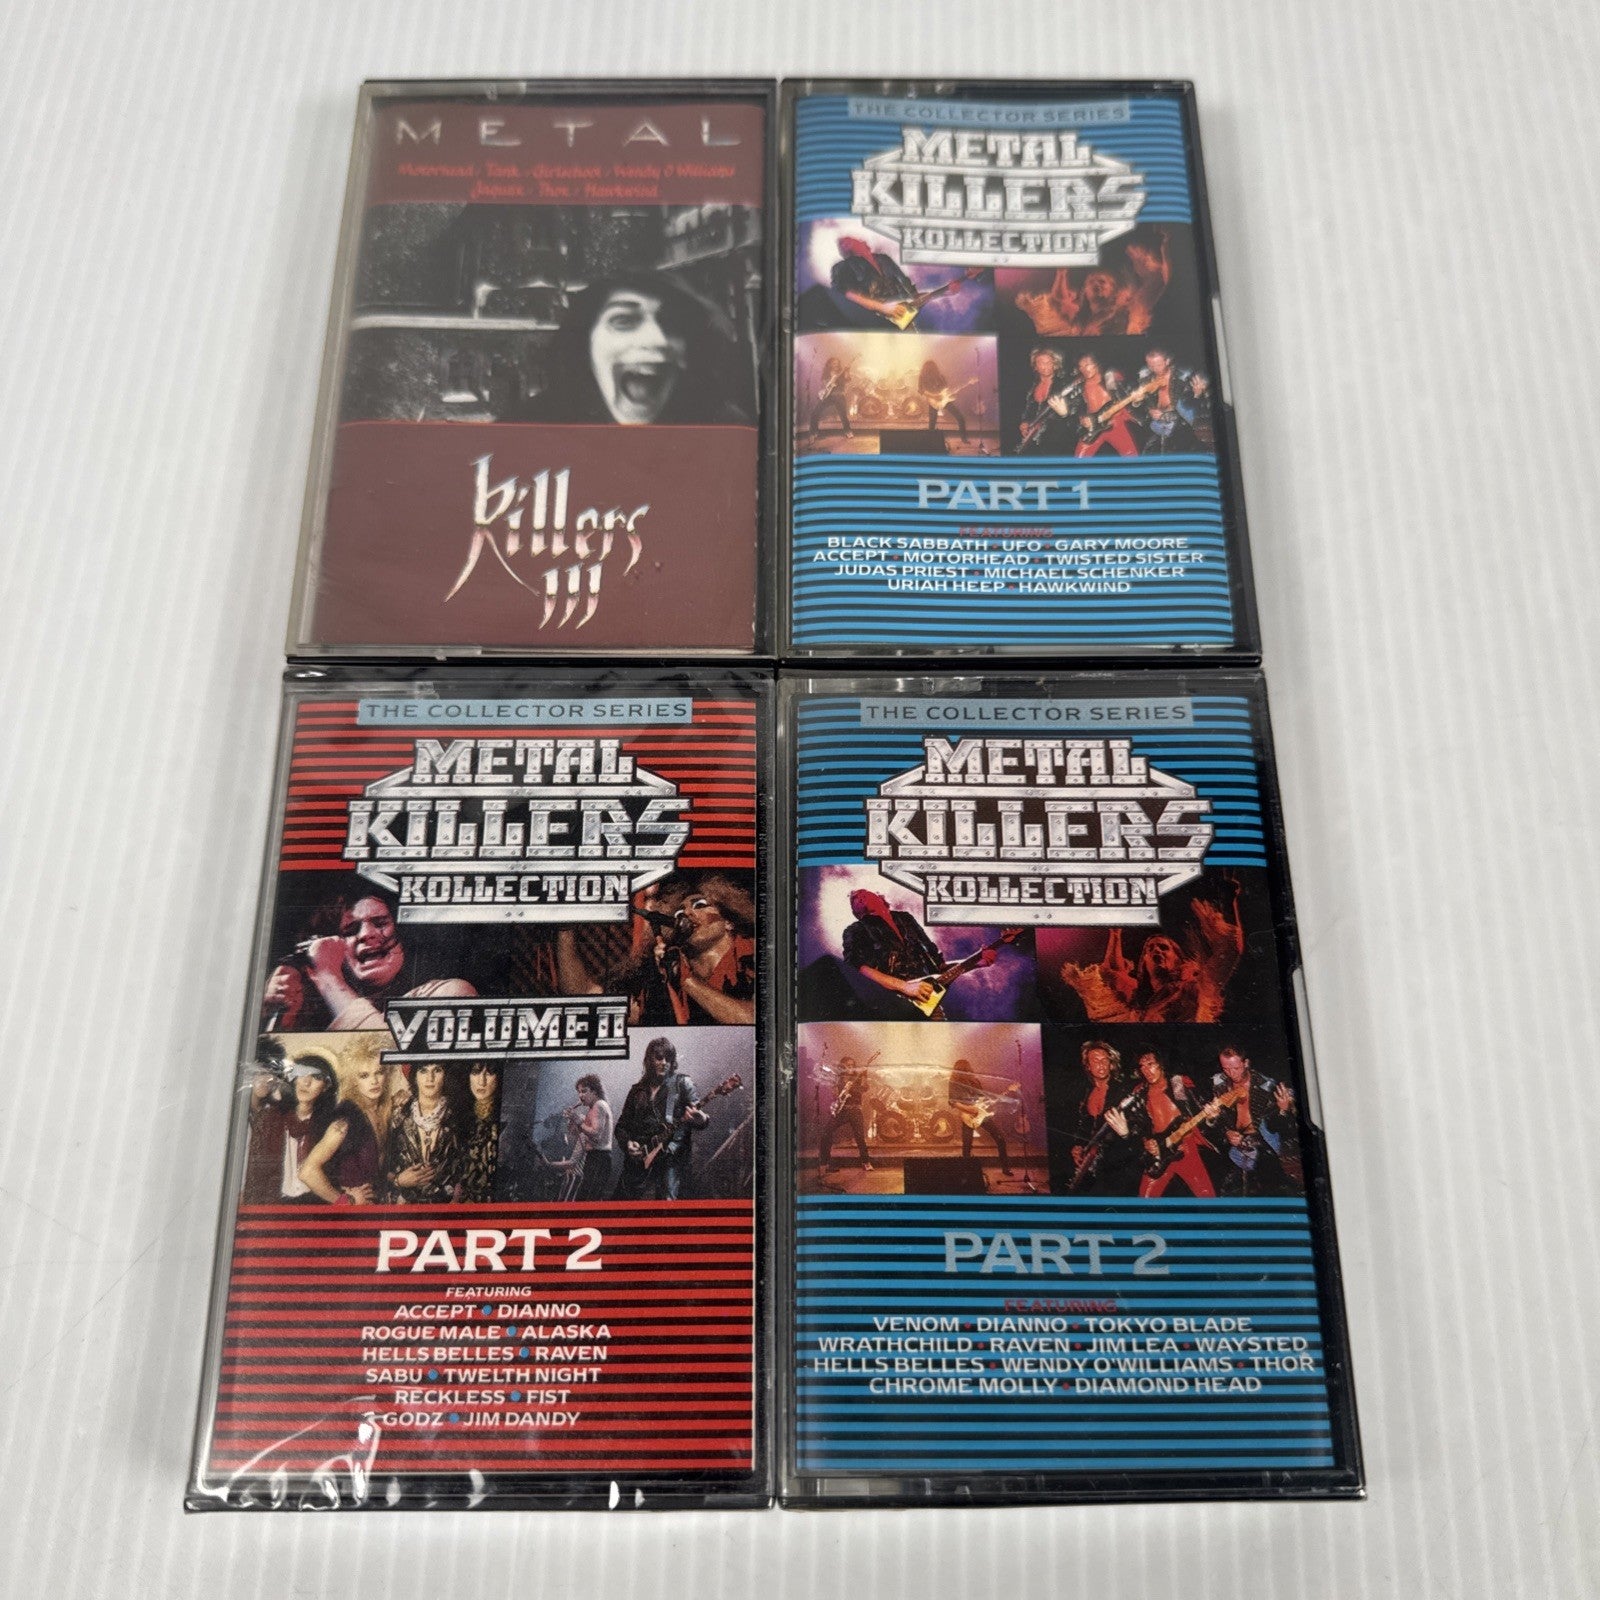 METAL
Motorhead / Tank / Girlschool / Wendy O Williams
Jaguar / Thor / Hawkwind
killers
III
THE COLLECTOR SERIES
METAL
KILLERS
KOLLECTION
PART 1
FEATURING
BLACK SABBATH • UFO • GARY MOORE
ACCEPT • MOTORHEAD • TWISTED SISTER
JUDAS PRIEST • MICHAEL SCHENKER
URIAH HEEP • HAWKWIND
THE COLLECTOR SERIES
METAL
KILLERS
KOLLECTION
VOLUME II
PART 2
FEATURING
ACCEPT • DIANNO
ROGUE MALE • ALASKA
HELLS BELLES • RAVEN
SABU • TWELTH NIGHT
RECKLESS • FIST
GODZ • JIM DANDY
THE COLLECTOR SERIES
METAL
KILLERS
KOLLECTION
PART 2
FEATURING
VENOM • DIANNO • TOKYO BLADE
WRATHCHILD • RAVEN • JIM LEA • WAYSTED
HELLS BELLES • WENDY O'WILLIAMS • THOR
CHROME MOLLY • DIAMOND HEAD